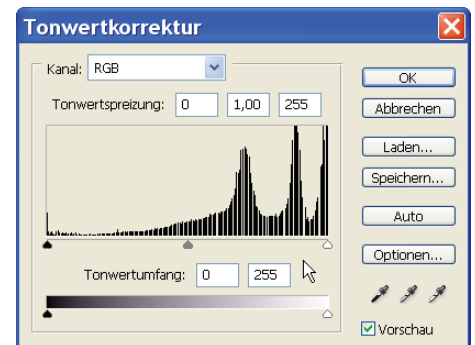 Tonwertkorrektur
Kanal: RGB
Tonwertspreizung: 0 1,00 255
Tonwertumfang: 0 255
OK
Abbrechen
Laden...
Speichern...
Auto
Optionen...
Vorschau